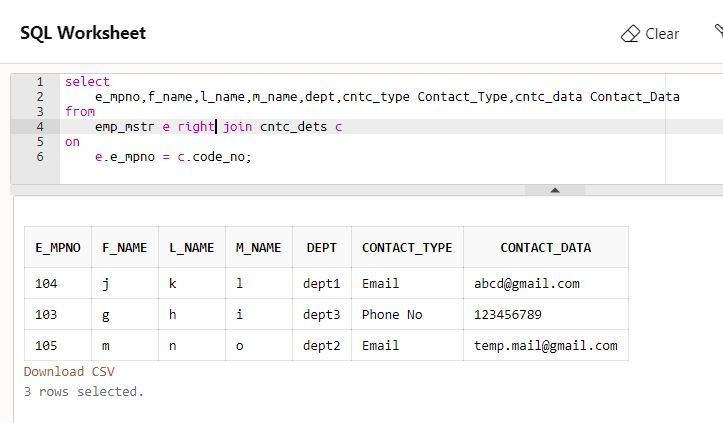 SQL Worksheet
Clear
1 select
2 e_mpno,f_name,l_name,m_name,dept,cntc_type Contact_Type,cntc_data Contact_Data
3 from
4 emp_mstr e right join cntc_dets c
5 on
6 e.e_mpno = c.code_no;
E_MPNO F_NAME L_NAME M_NAME DEPT CONTACT_TYPE CONTACT_DATA
104 j k l dept1 Email abcd@gmail.com
103 g h i dept3 Phone No 123456789
105 m n o dept2 Email temp.mail@gmail.com
Download CSV
3 rows selected.